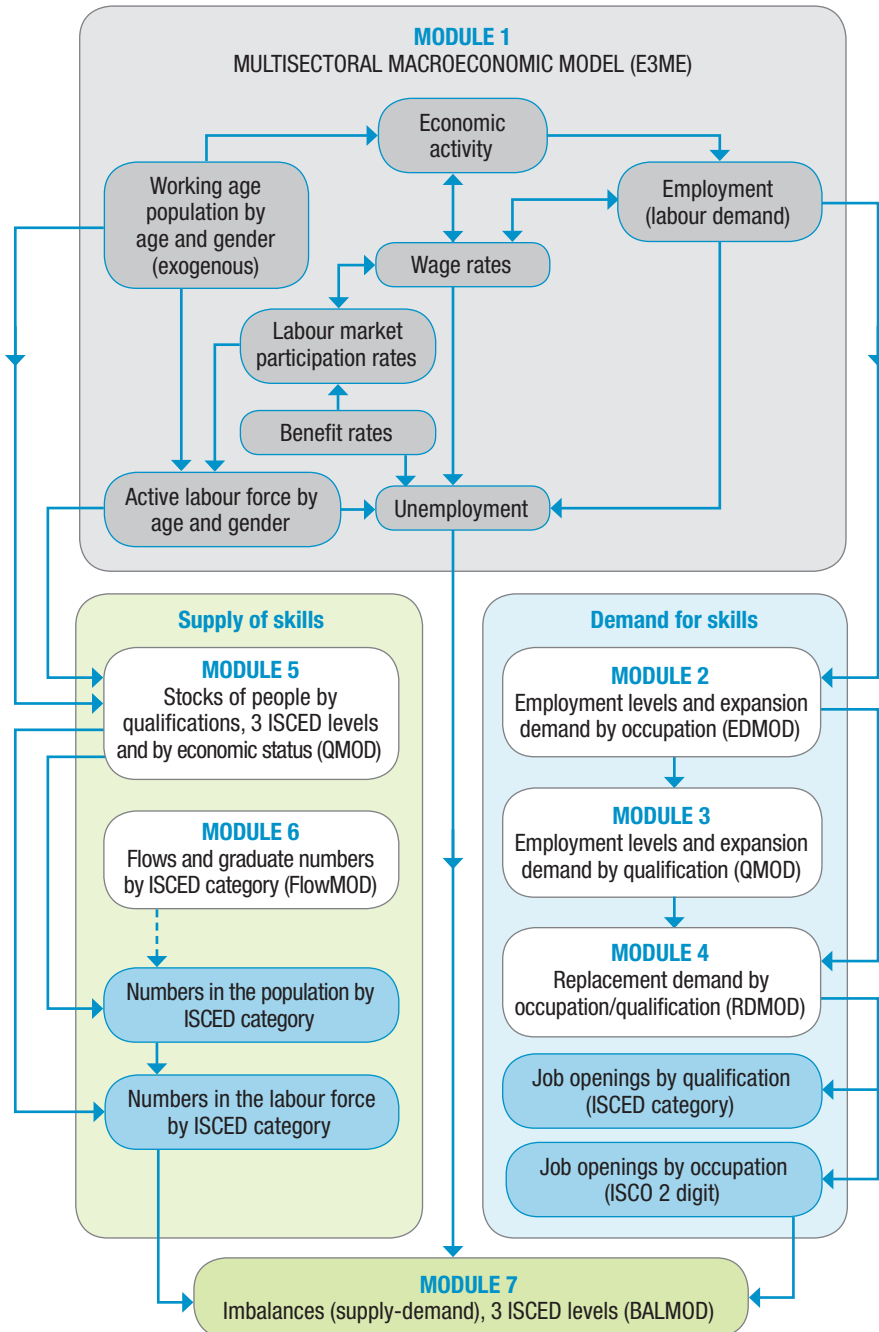 MODULE 1
MULTISECTORAL MACROECONOMIC MODEL (E3ME)
Economic
activity
Working age
population by
age and gender
(exogenous)
Employment
(labour demand)
Wage rates
Labour market
participation rates
Benefit rates
Active labour force by
age and gender
Unemployment
Supply of skills
MODULE 5
Stocks of people by
qualifications, 3 ISCED levels
and by economic status (QMOD)
MODULE 6
Flows and graduate numbers
by ISCED category (FlowMOD)
Numbers in the population by
ISCED category
Numbers in the labour force
by ISCED category
Demand for skills
MODULE 2
Employment levels and expansion
demand by occupation (EDMOD)
MODULE 3
Employment levels and expansion
demand by qualification (QMOD)
MODULE 4
Replacement demand by
occupation/qualification (RDMOD)
Job openings by qualification
(ISCED category)
Job openings by occupation
(ISCO 2 digit)
MODULE 7
Imbalances (supply-demand), 3 ISCED levels (BALMOD)